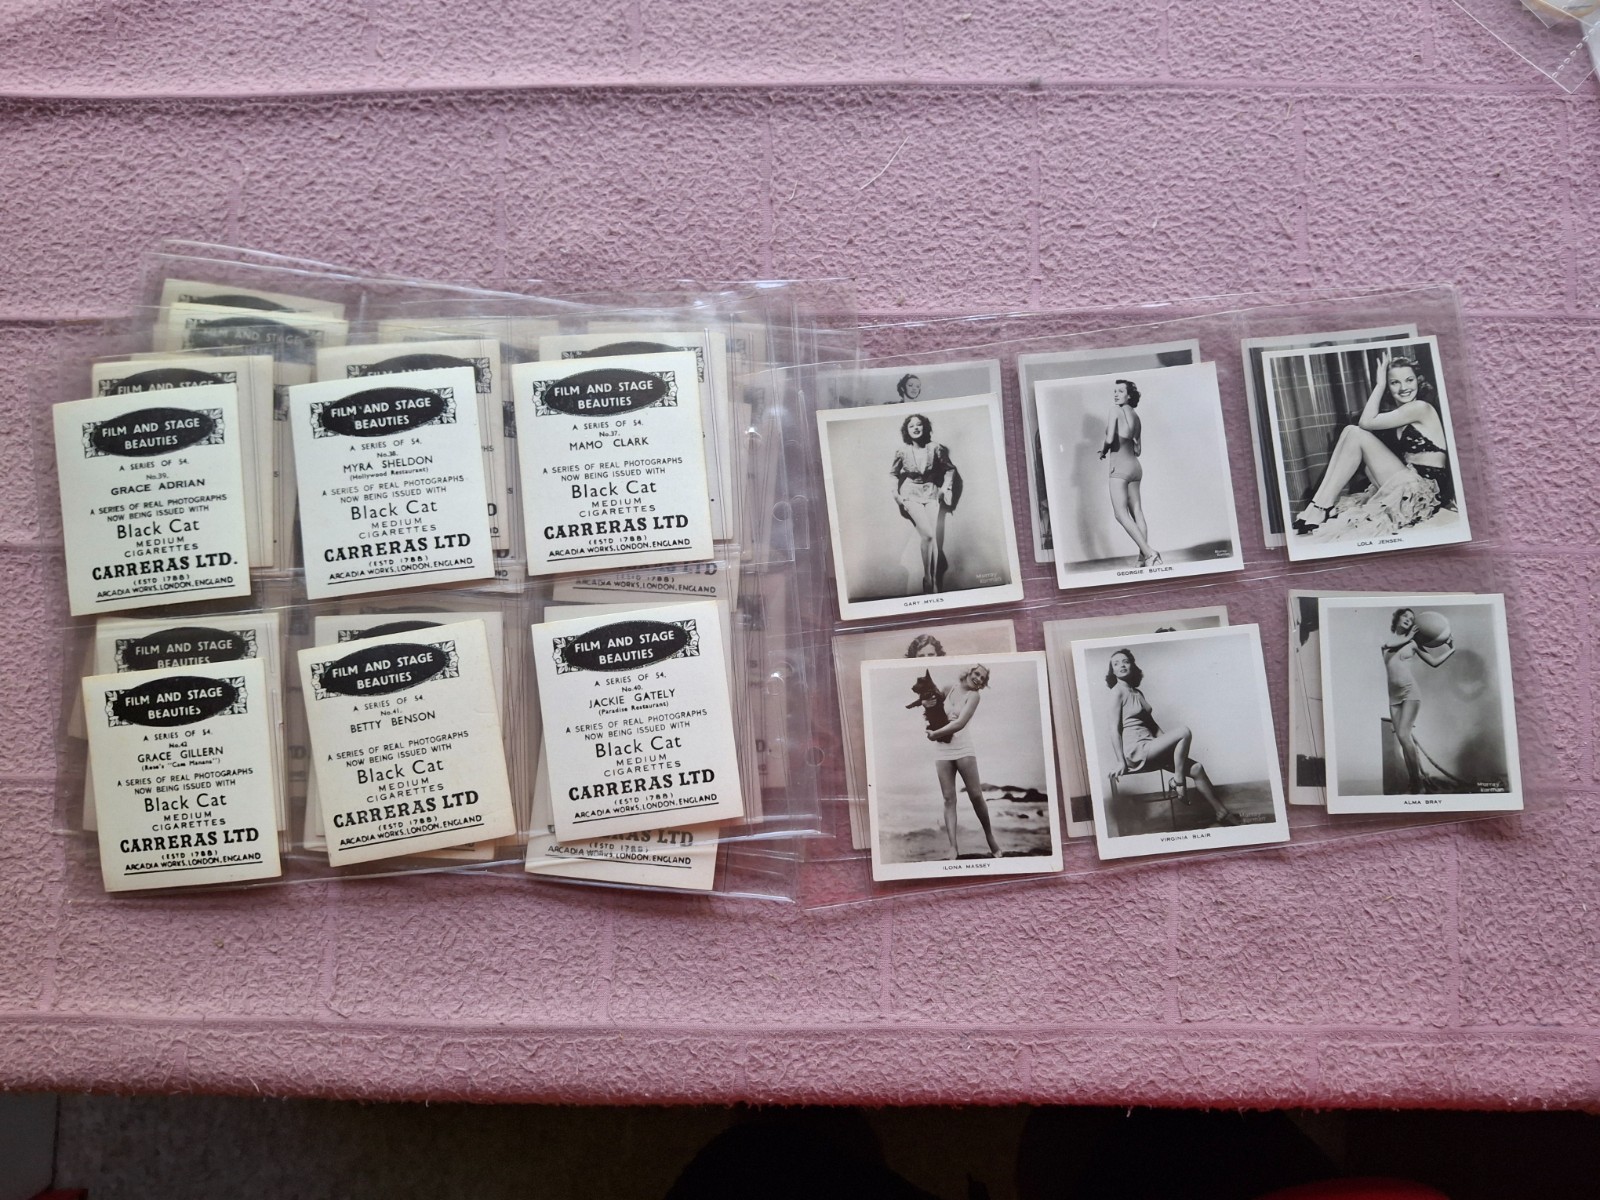 FILM AND STAGE
BEAUTIES
A SERIES OF 54.
No.39.
GRACE ADRIAN
A SERIES OF REAL PHOTOGRAPHS
NOW BEING ISSUED WITH
Black Cat
MEDIUM
CIGARETTES
CARRERAS LTD.
(ESTD 1788)
ARCADIA WORKS, LONDON, ENGLAND
FILM AND STAGE
BEAUTIES
A SERIES OF 54.
No.38.
MYRA SHELDON
(Hollywood Restaurant)
A SERIES OF REAL PHOTOGRAPHS
NOW BEING ISSUED WITH
Black Cat
MEDIUM
CIGARETTES
CARRERAS LTD
(ESTD 1788)
ARCADIA WORKS, LONDON, ENGLAND
FILM AND STAGE
BEAUTIES
A SERIES OF 54.
No.37.
MAMO CLARK
A SERIES OF REAL PHOTOGRAPHS
NOW BEING ISSUED WITH
Black Cat
MEDIUM
CIGARETTES
CARRERAS LTD
(ESTD 1788)
ARCADIA WORKS, LONDON, ENGLAND
GARY MYLES
GEORGIE BUTLER.
LOLA JENSEN.
FILM AND STAGE
BEAUTIES
A SERIES OF 54.
No.42
GRACE GILLERN
(Rose's "Casa Manana")
A SERIES OF REAL PHOTOGRAPHS
NOW BEING ISSUED WITH
Black Cat
MEDIUM
CIGARETTES
CARRERAS LTD
(ESTD 1788)
ARCADIA WORKS, LONDON, ENGLAND
FILM AND STAGE
BEAUTIES
A SERIES OF 54
No.41.
BETTY BENSON
A SERIES OF REAL PHOTOGRAPHS
NOW BEING ISSUED WITH
Black Cat
MEDIUM
CIGARETTES
CARRERAS LTD
(ESTD 1788)
ARCADIA WORKS, LONDON, ENGLAND
FILM AND STAGE
BEAUTIES
A SERIES OF 54.
No.40.
JACKIE GATELY
(Paradise Restaurant)
A SERIES OF REAL PHOTOGRAPHS
NOW BEING ISSUED WITH
Black Cat
MEDIUM
CIGARETTES
CARRERAS LTD
(ESTD 1788)
ARCADIA WORKS, LONDON, ENGLAND
ILONA MASSEY
VIRGINIA BLAIR
Murray
Korman
ALMA BRAY